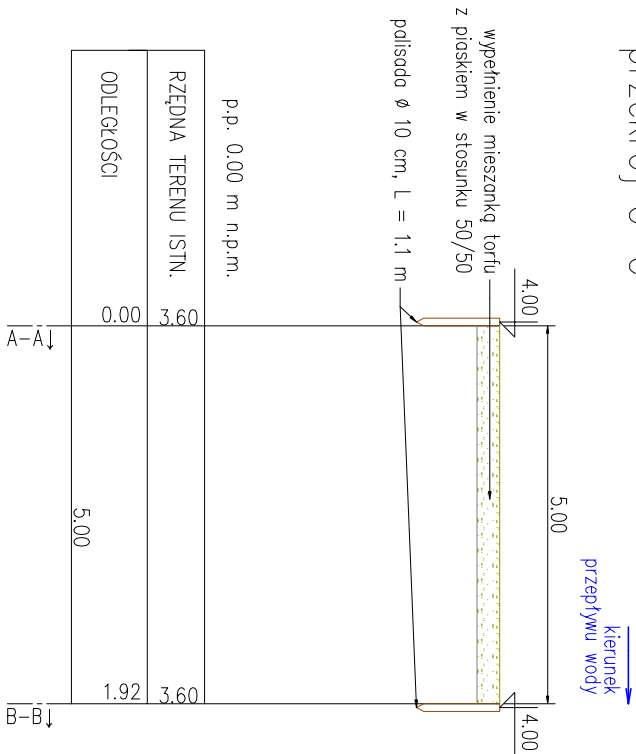 kierunek
przepływu wody
5.00
4.00
4.00
wypełnienie mieszanką torfu
z piaskiem w stosunku 50/50
palisada ø 10 cm, L = 1.1 m
p.p. 0.00 m n.p.m.
RZĘDNA TERENU ISTN.
3.60
3.60
ODLEGŁOŚCI
0.00
5.00
1.92
A-A
B-B